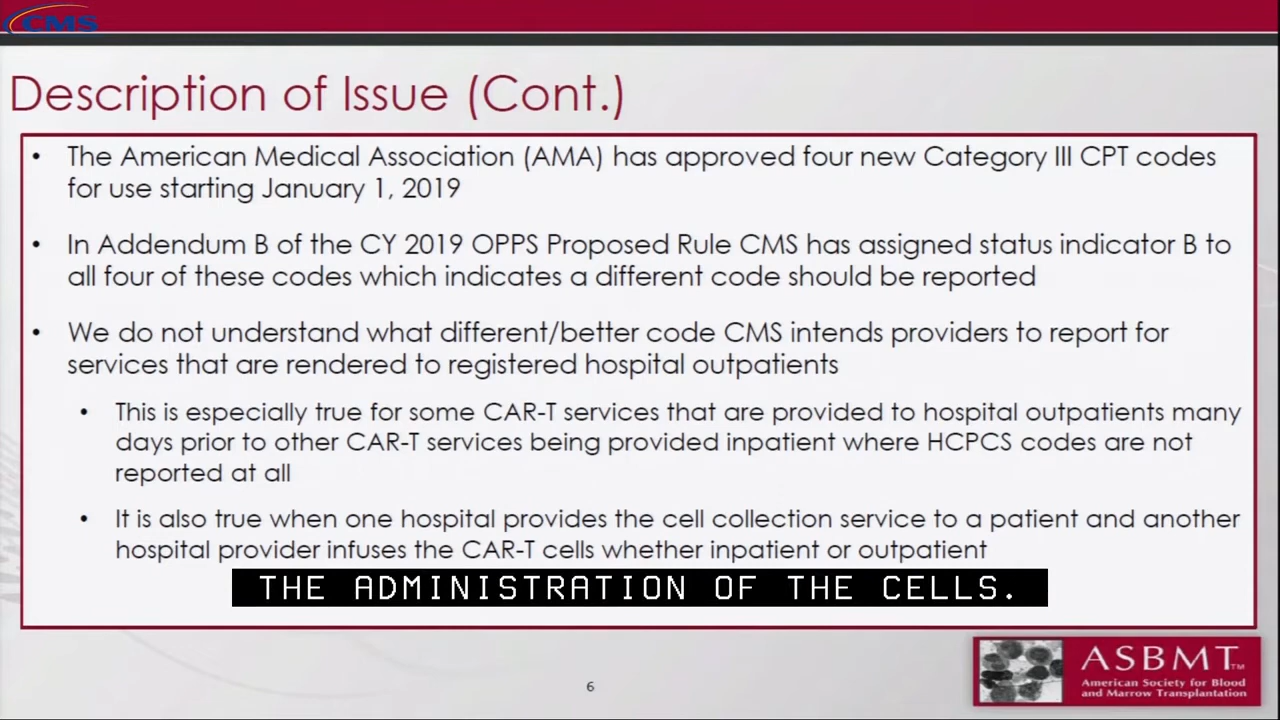 CMS
Description of Issue (Cont.)
• The American Medical Association (AMA) has approved four new Category III CPT codes
for use starting January 1, 2019
• In Addendum B of the CY 2019 OPPS Proposed Rule CMS has assigned status indicator B to
all four of these codes which indicates a different code should be reported
• We do not understand what different/better code CMS intends providers to report for
services that are rendered to registered hospital outpatients
• This is especially true for some CAR-T services that are provided to hospital outpatients many
days prior to other CAR-T services being provided inpatient where HCPCS codes are not
reported at all
• It is also true when one hospital provides the cell collection service to a patient and another
hospital provider infuses the CAR-T cells whether inpatient or outpatient
THE ADMINISTRATION OF THE CELLS.
ASBMT™
American Society for Blood
and Marrow Transplantation
6